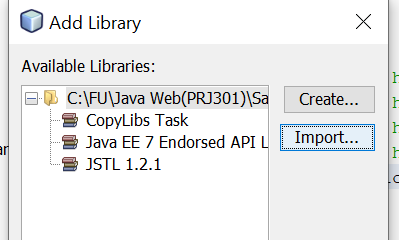 Add Library
Available Libraries:
C:\FU\Java Web(PRJ301)\Sa
Create...
CopyLibs Task
Import...
Java EE 7 Endorsed API L
JSTL 1.2.1